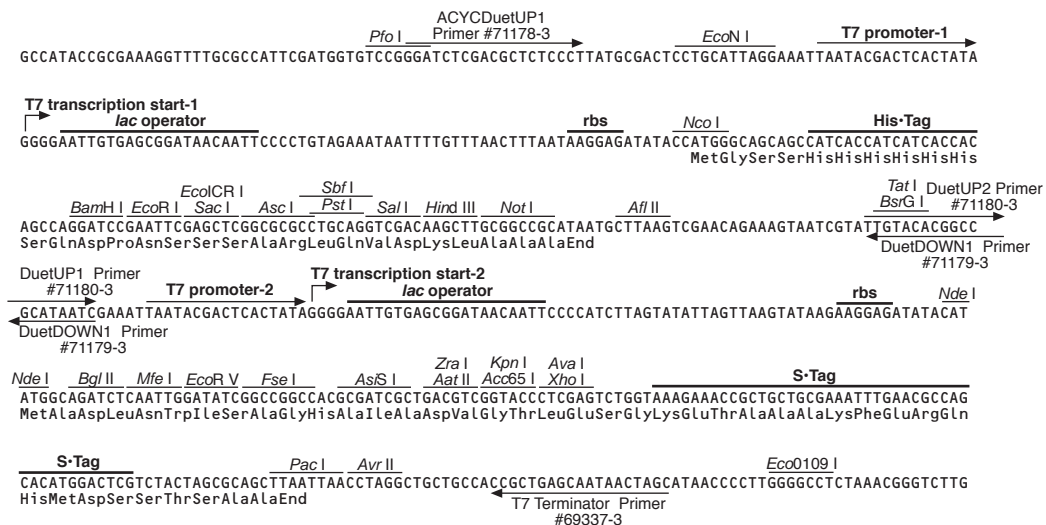 ACYCDuetUP1
Pfo I Primer #71178-3 EcoN I T7 promoter-1
GCCATACCGCGAAAGGTTTTGCGCCATTCGATGGTGTCCGGGATCTCGACGCTCTCCCTTATGCGACTCCTGCATTAGGAAATTAATACGACTCACTATA
T7 transcription start-1
lac operator rbs Nco I His•Tag
GGGGAATTGTGAGCGGATAACAATTCCCCTGTAGAAATAATTTTGTTTAACTTTAATAAGGAGATATACCATGGGCAGCAGCCATCACCATCATCACCAC
MetGlySerSerHisHisHisHisHisHis
BamH I EcoR I EcoICR I Sac I Asc I Sbf I Pst I Sal I Hind III Not I Afl II Tat I BsrG I DuetUP2 Primer #71180-3
AGCCAGGATCCGAATTCGAGCTCGGCGCGCCTGCAGGTCGACAAGCTTGCGGCCGCATAATGCTTAAGTCGAACAGAAAGTAATCGTATTGTACACGGCC
SerGlnAspProAsnSerSerSerAlaArgLeuGlnValAspLysLeuAlaAlaAlaEnd
DuetDOWN1 Primer #71179-3
DuetUP1 Primer #71180-3 T7 promoter-2 T7 transcription start-2
lac operator rbs Nde I
GCATAATCGAAATTAATACGACTCACTATAGGGGAATTGTGAGCGGATAACAATTCCCCATCTTAGTATATTAGTTAAGTATAAGAAGGAGATATACAT
DuetDOWN1 Primer
#71179-3
Nde I Bgl II Mfe I EcoR V Fse I AsiS I Zra I Aat II Kpn I Acc65 I Ava I Xho I S•Tag
ATGGCAGATCTCAATTGGATATCGGCCGGCCACGCGATCGCTGACGTCGGTACCCTCGAGTCTGGTAAAGAAACCGCTGCTGCGAAATTTGAACGCCAG
MetAlaAspLeuAsnTrpIleSerAlaGlyHisAlaIleAlaAspValGlyThrLeuGluSerGlyLysGluThrAlaAlaAlaLysPheGluArgGln
S•Tag Pac I Avr II Eco0109 I
CACATGGACTCGTCTACTAGCGCAGCTTAATTAACCTAGGCTGCTGCCACCGCTGAGCAATAACTAGCATAACCCCTTGGGGCCTCTAAACGGGTCTTG
HisMetAspSerSerThrSerAlaAlaEnd T7 Terminator Primer
#69337-3